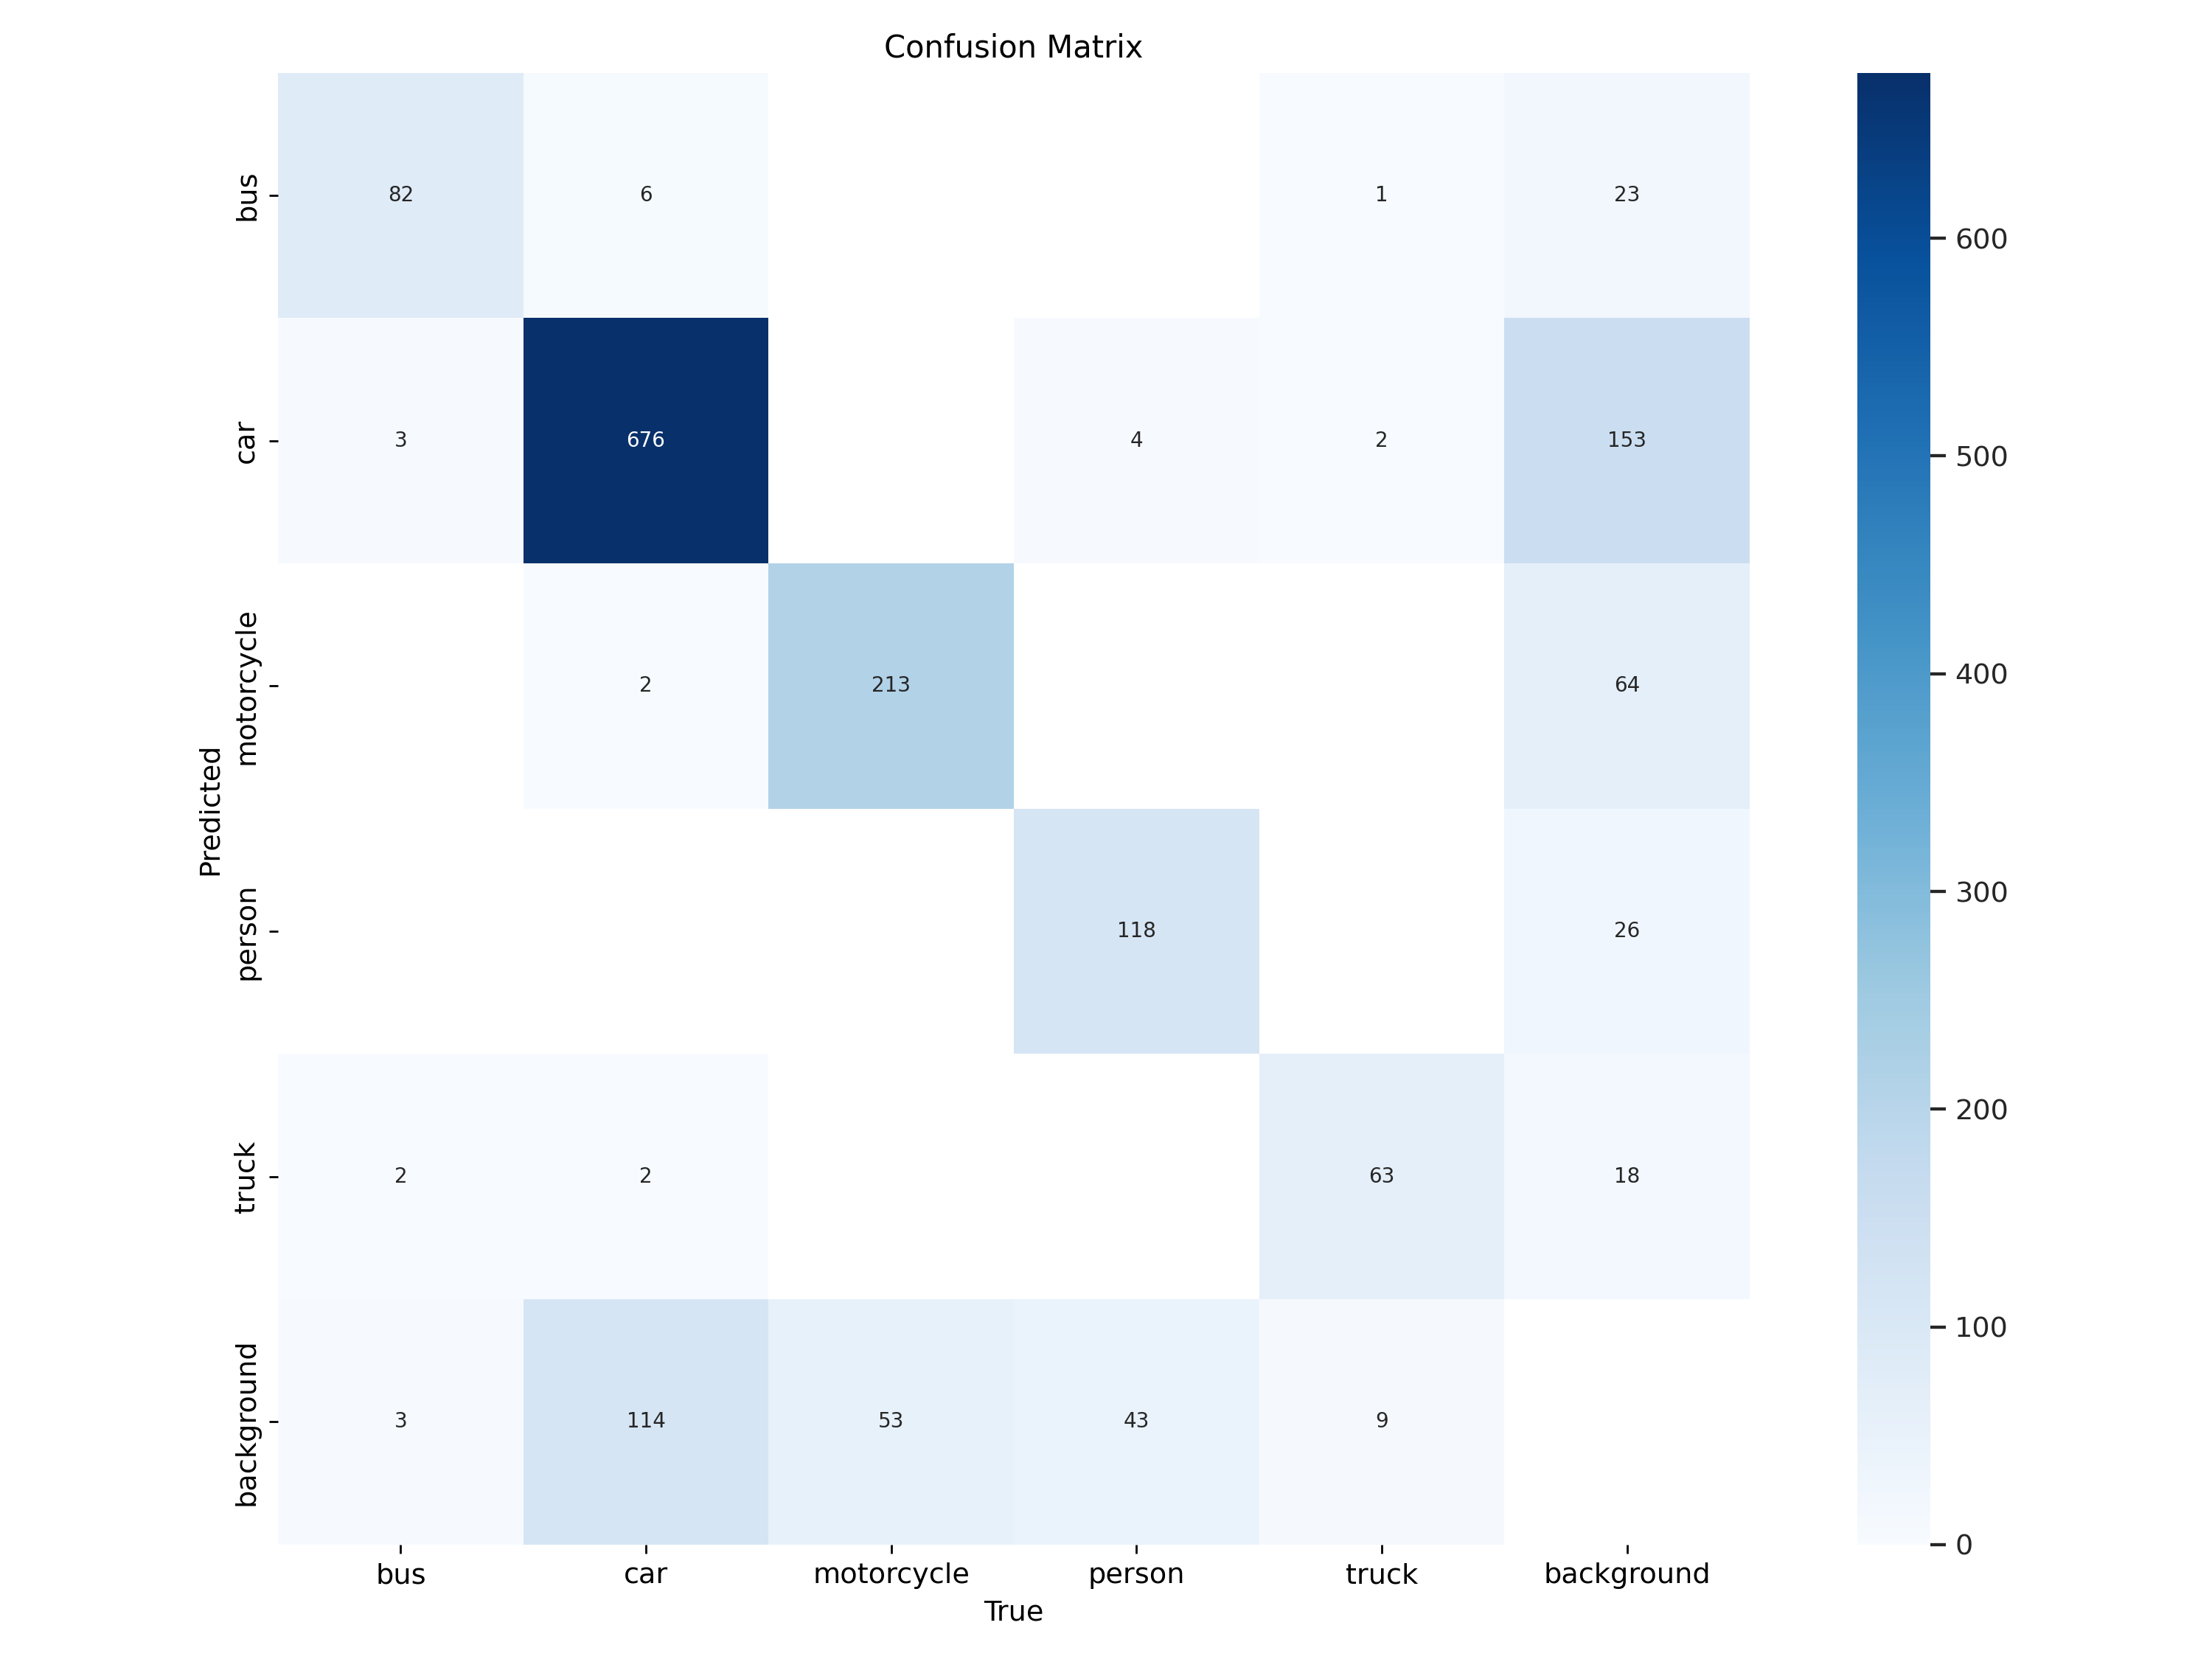 Confusion Matrix
bus
82
6
1
23
car
3
676
4
2
153
motorcycle
2
213
64
person
118
26
truck
2
2
63
18
background
3
114
53
43
9
Predicted
bus
car
motorcycle
person
truck
background
True
600
500
400
300
200
100
0